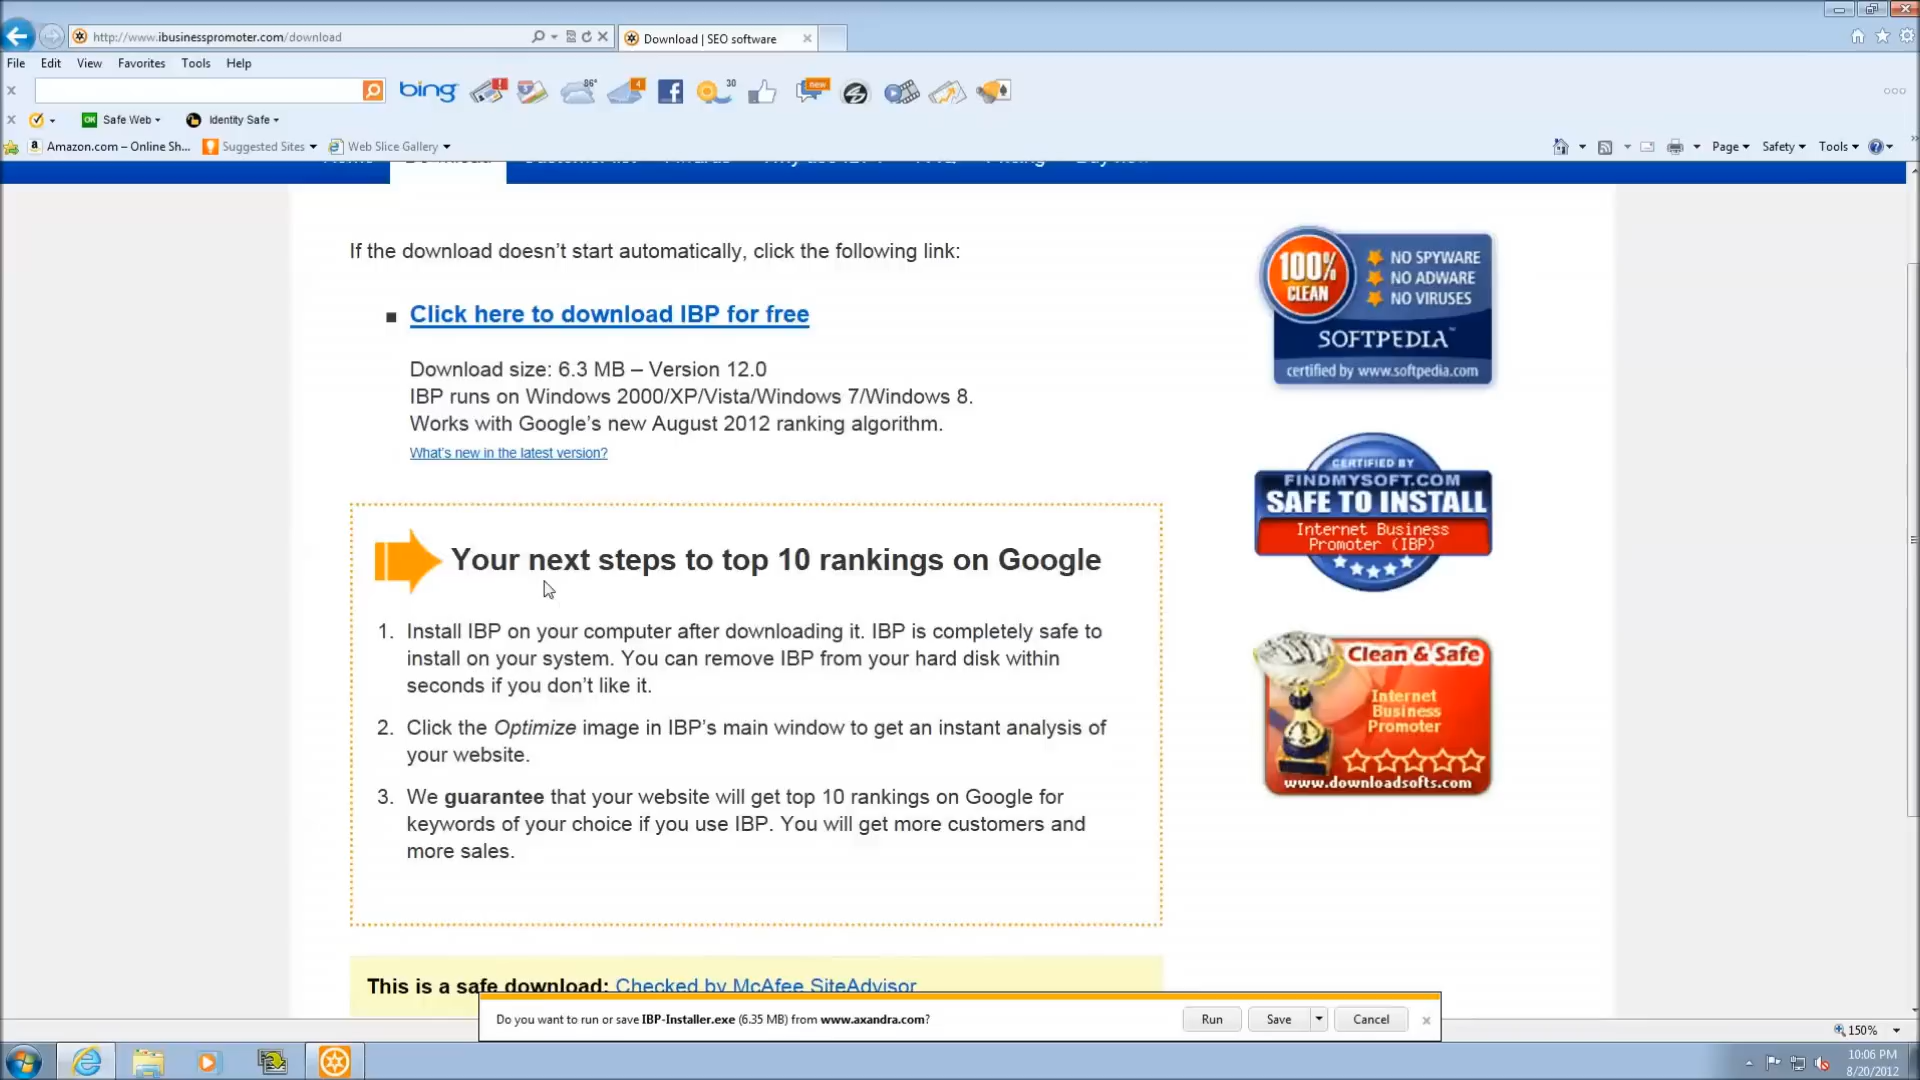 http://www.ibusinesspromoter.com/download
Download | SEO software
File Edit View Favorites Tools Help
bing
86°
4
30
new
Safe Web
Identity Safe
Amazon.com – Online Sh...
Suggested Sites
Web Slice Gallery
Page
Safety
Tools
If the download doesn't start automatically, click the following link:
Click here to download IBP for free
Download size: 6.3 MB – Version 12.0
IBP runs on Windows 2000/XP/Vista/Windows 7/Windows 8.
Works with Google's new August 2012 ranking algorithm.
What's new in the latest version?
Your next steps to top 10 rankings on Google
1. Install IBP on your computer after downloading it. IBP is completely safe to
install on your system. You can remove IBP from your hard disk within
seconds if you don't like it.
2. Click the Optimize image in IBP's main window to get an instant analysis of
your website.
3. We guarantee that your website will get top 10 rankings on Google for
keywords of your choice if you use IBP. You will get more customers and
more sales.
This is a safe download: Checked by McAfee SiteAdvisor
100%
CLEAN
NO SPYWARE
NO ADWARE
NO VIRUSES
SOFTPEDIA™
certified by www.softpedia.com
CERTIFIED BY
FINDMYSOFT.COM
SAFE TO INSTALL
Internet Business
Promoter (IBP)
Clean & Safe
Internet
Business
Promoter
www.downloadsofts.com
Do you want to run or save IBP-Installer.exe (6.35 MB) from www.axandra.com?
Run
Save
Cancel
150%
10:06 PM
8/20/2012